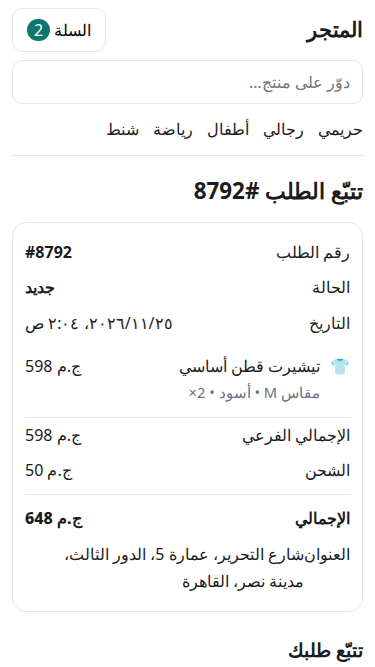 المتجر
السلة 2
دوّر على منتج...
حريمي رجالي أطفال رياضة شنط
تتبّع الطلب #8792
رقم الطلب #8792
الحالة جديد
التاريخ ٢٠٢٦/١١/٢٥، ٢:٠٤ ص
تيشيرت قطن أساسي 598 ج.م
مقاس M • أسود • 2×
الإجمالي الفرعي 598 ج.م
الشحن 50 ج.م
الإجمالي 648 ج.م
العنوان شارع التحرير، عمارة 5، الدور الثالث،
مدينة نصر، القاهرة
تتبّع طلبك